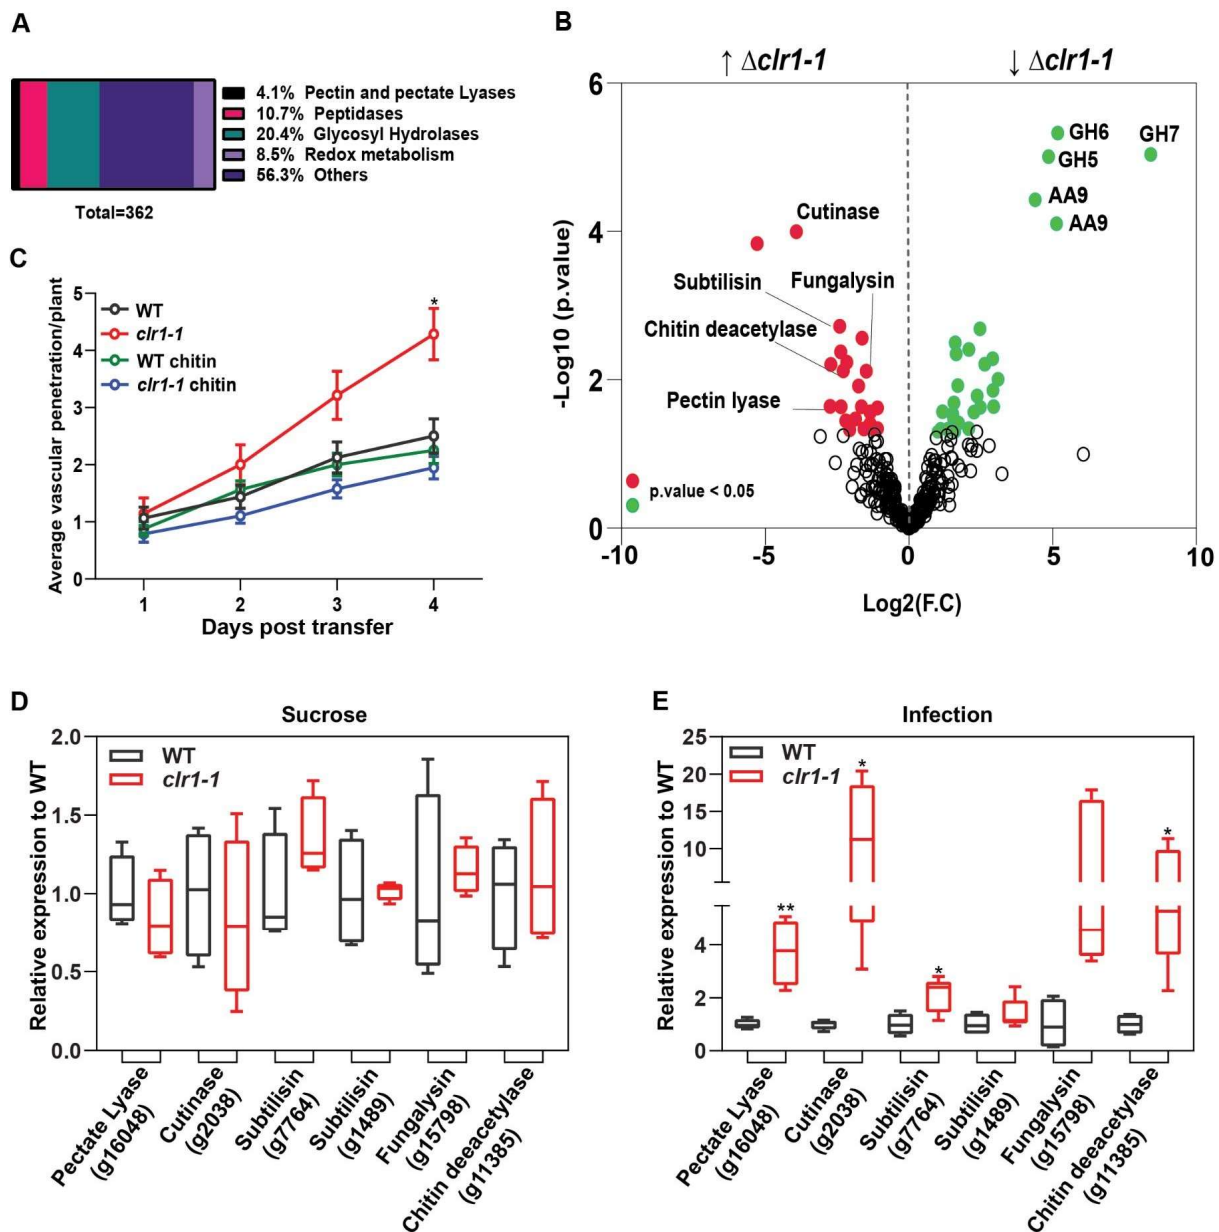 A
4.1% Pectin and pectate Lyases
10.7% Peptidases
20.4% Glycosyl Hydrolases
8.5% Redox metabolism
56.3% Others
Total=362
B
↑ Δclr1-1
↓ Δclr1-1
6
4
2
0
-Log10 (p.value)
GH6
GH7
GH5
AA9
AA9
Cutinase
Subtilisin
Fungalysin
Chitin deacetylase
Pectin lyase
p.value < 0.05
-10
-5
0
5
10
Log2(F.C)
C
Average vascular penetration/plant
5
4
3
2
1
0
WT
clr1-1
WT chitin
clr1-1 chitin
*
1
2
3
4
Days post transfer
D
Sucrose
Relative expression to WT
2.0
1.5
1.0
0.5
0.0
WT
clr1-1
Pectate Lyase
(g16048)
Cutinase
(g2038)
Subtilisin
(g7764)
Subtilisin
(g1489)
Fungalysin
(g15798)
Chitin deeacetylase
(g11385)
E
Infection
Relative expression to WT
25
20
15
10
4
2
0
WT
clr1-1
**
*
*
*
Pectate Lyase
(g16048)
Cutinase
(g2038)
Subtilisin
(g7764)
Subtilisin
(g1489)
Fungalysin
(g15798)
Chitin deeacetylase
(g11385)